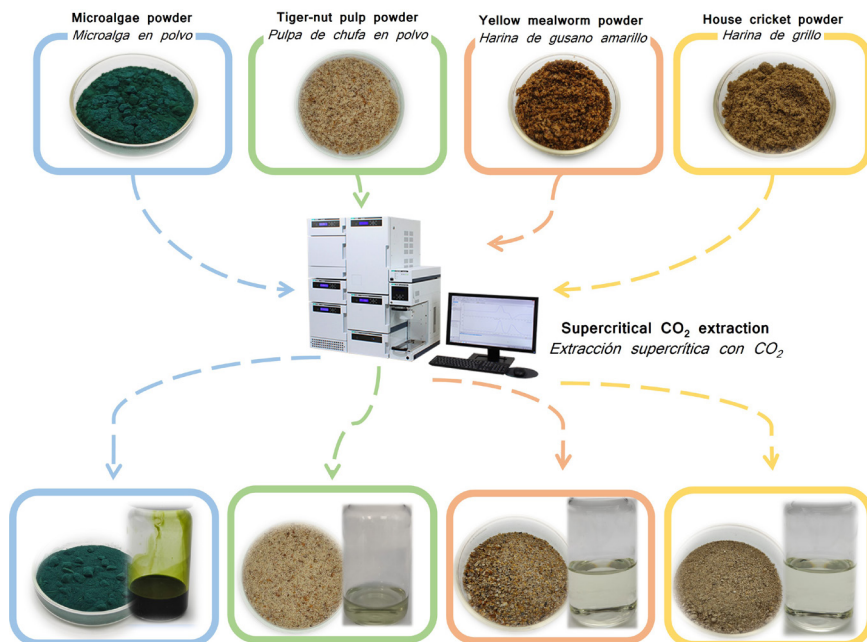 Microalgae powder
Microalga en polvo
Tiger-nut pulp powder
Pulpa de chufa en polvo
Yellow mealworm powder
Harina de gusano amarillo
House cricket powder
Harina de grillo
Supercritical CO₂ extraction
Extracción supercrítica con CO₂